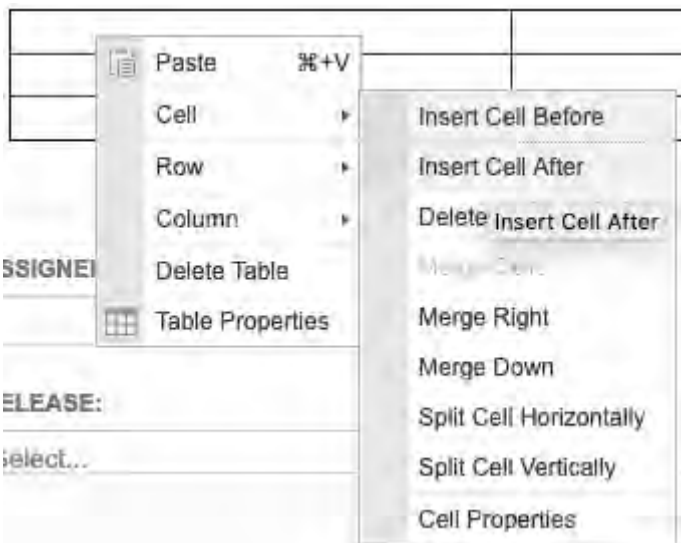 Paste ⌘+V
Cell
Row
Column
Delete Table
Table Properties
Insert Cell Before
Insert Cell After
Delete
Insert Cell After
Merge Right
Merge Down
Split Cell Horizontally
Split Cell Vertically
Cell Properties
SSIGNE
ELEASE:
Select...